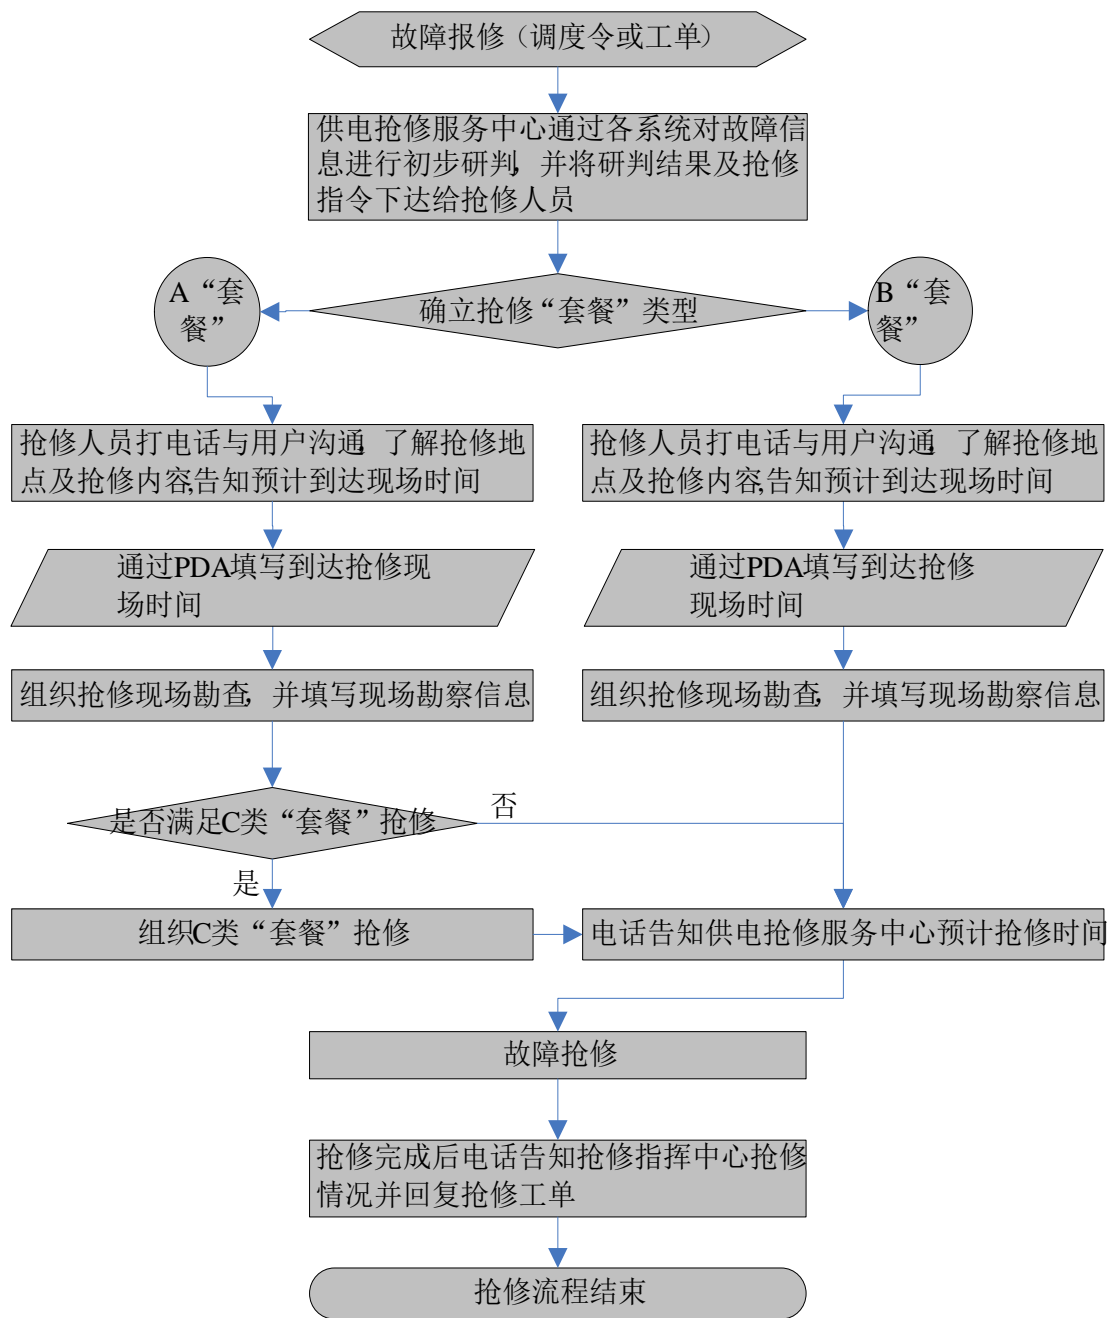 故障报修（调度令或工单）
供电抢修服务中心通过各系统对故障信
息进行初步研判，并将研判结果及抢修
指令下达给抢修人员
确立抢修“套餐”类型
A“套
餐”
B“套
餐”
抢修人员打电话与用户沟通，了解抢修地
点及抢修内容,告知预计到达现场时间
抢修人员打电话与用户沟通，了解抢修地
点及抢修内容,告知预计到达现场时间
通过PDA填写到达抢修现
场时间
通过PDA填写到达抢修
现场时间
组织抢修现场勘查，并填写现场勘察信息
组织抢修现场勘查，并填写现场勘察信息
是否满足C类“套餐”抢修
否
是
组织C类“套餐”抢修
电话告知供电抢修服务中心预计抢修时间
故障抢修
抢修完成后电话告知抢修指挥中心抢修
情况并回复抢修工单
抢修流程结束